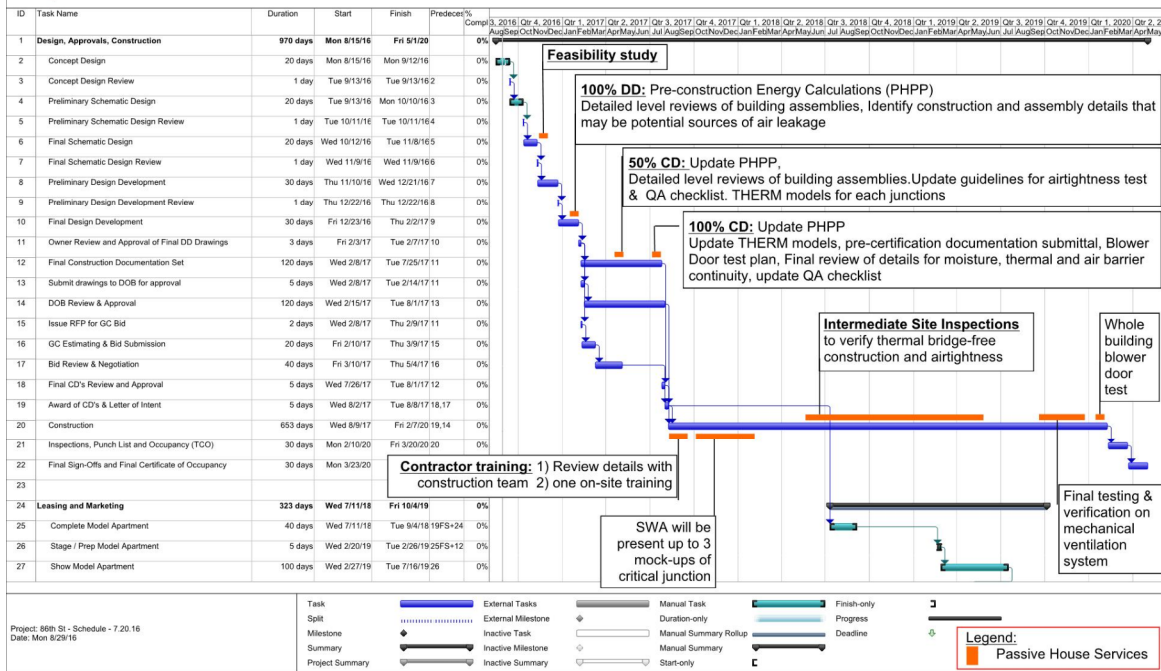 ID Task Name Duration Start Finish Predeces % Compl
3, 2016 Qtr 4, 2016 Qtr 1, 2017 Qtr 2, 2017 Qtr 3, 2017 Qtr 4, 2017 Qtr 1, 2018 Qtr 2, 2018 Qtr 3, 2018 Qtr 4, 2018 Qtr 1, 2019 Qtr 2, 2019 Qtr 3, 2019 Qtr 4, 2019 Qtr 1, 2020 Qtr 2, 2
Aug Sep Oct Nov Dec Jan Feb Mar Apr May Jun Jul Aug Sep Oct Nov Dec Jan Feb Mar Apr May Jun Jul Aug Sep Oct Nov Dec Jan Feb Mar Apr May Jun Jul Aug Sep Oct Nov Dec Jan Feb Mar Apr May
1 Design, Approvals, Construction 970 days Mon 8/15/16 Fri 5/1/20 0%
2 Concept Design 20 days Mon 8/15/16 Mon 9/12/16 0%
3 Concept Design Review 1 day Tue 9/13/16 Tue 9/13/16 2 0%
4 Preliminary Schematic Design 20 days Tue 9/13/16 Mon 10/10/16 3 0%
5 Preliminary Schematic Design Review 1 day Tue 10/11/16 Tue 10/11/16 4 0%
6 Final Schematic Design 20 days Wed 10/12/16 Tue 11/8/16 5 0%
7 Final Schematic Design Review 1 day Wed 11/9/16 Wed 11/9/16 6 0%
8 Preliminary Design Development 30 days Thu 11/10/16 Wed 12/21/16 7 0%
9 Preliminary Design Development Review 1 day Thu 12/22/16 Thu 12/22/16 8 0%
10 Final Design Development 30 days Fri 12/23/16 Thu 2/2/17 9 0%
11 Owner Review and Approval of Final DD Drawings 3 days Fri 2/3/17 Tue 2/7/17 10 0%
12 Final Construction Documentation Set 120 days Wed 2/8/17 Tue 7/25/17 11 0%
13 Submit drawings to DOB for approval 5 days Wed 2/8/17 Tue 2/14/17 11 0%
14 DOB Review & Approval 120 days Wed 2/15/17 Tue 8/1/17 13 0%
15 Issue RFP for GC Bid 2 days Wed 2/8/17 Thu 2/9/17 11 0%
16 GC Estimating & Bid Submission 20 days Fri 2/10/17 Thu 3/9/17 15 0%
17 Bid Review & Negotiation 40 days Fri 3/10/17 Thu 5/4/17 16 0%
18 Final CD's Review and Approval 5 days Wed 7/26/17 Tue 8/1/17 12 0%
19 Award of CD's & Letter of Intent 5 days Wed 8/2/17 Tue 8/8/17 18,17 0%
20 Construction 653 days Wed 8/9/17 Fri 2/7/20 19,14 0%
21 Inspections, Punch List and Occupancy (TCO) 30 days Mon 2/10/20 Fri 3/20/20 20 0%
22 Final Sign-Offs and Final Certificate of Occupancy 30 days Mon 3/23/20 0%
23
24 Leasing and Marketing 323 days Wed 7/11/18 Fri 10/4/19 0%
25 Complete Model Apartment 40 days Wed 7/11/18 Tue 9/4/18 19FS+24 0%
26 Stage / Prep Model Apartment 5 days Wed 2/20/19 Tue 2/26/19 25FS+12 0%
27 Show Model Apartment 100 days Wed 2/27/19 Tue 7/16/19 26 0%
Feasibility study
100% DD: Pre-construction Energy Calculations (PHPP)
Detailed level reviews of building assemblies, Identify construction and assembly details that
may be potential sources of air leakage
50% CD: Update PHPP,
Detailed level reviews of building assemblies.Update guidelines for airtightness test
& QA checklist. THERM models for each junctions
100% CD: Update PHPP
Update THERM models, pre-certification documentation submittal, Blower
Door test plan, Final review of details for moisture, thermal and air barrier
continuity, update QA checklist
Intermediate Site Inspections
to verify thermal bridge-free
construction and airtightness
Whole
building
blower
door
test
Contractor training: 1) Review details with
construction team 2) one on-site training
SWA will be
present up to 3
mock-ups of
critical junction
Final testing &
verification on
mechanical
ventilation
system
Project: 86th St - Schedule - 7.20.16
Date: Mon 8/29/16
Task External Tasks Manual Task Finish-only
Split External Milestone Duration-only Progress
Milestone Inactive Task Manual Summary Rollup Deadline
Summary Inactive Milestone Manual Summary
Project Summary Inactive Summary Start-only
Legend:
Passive House Services